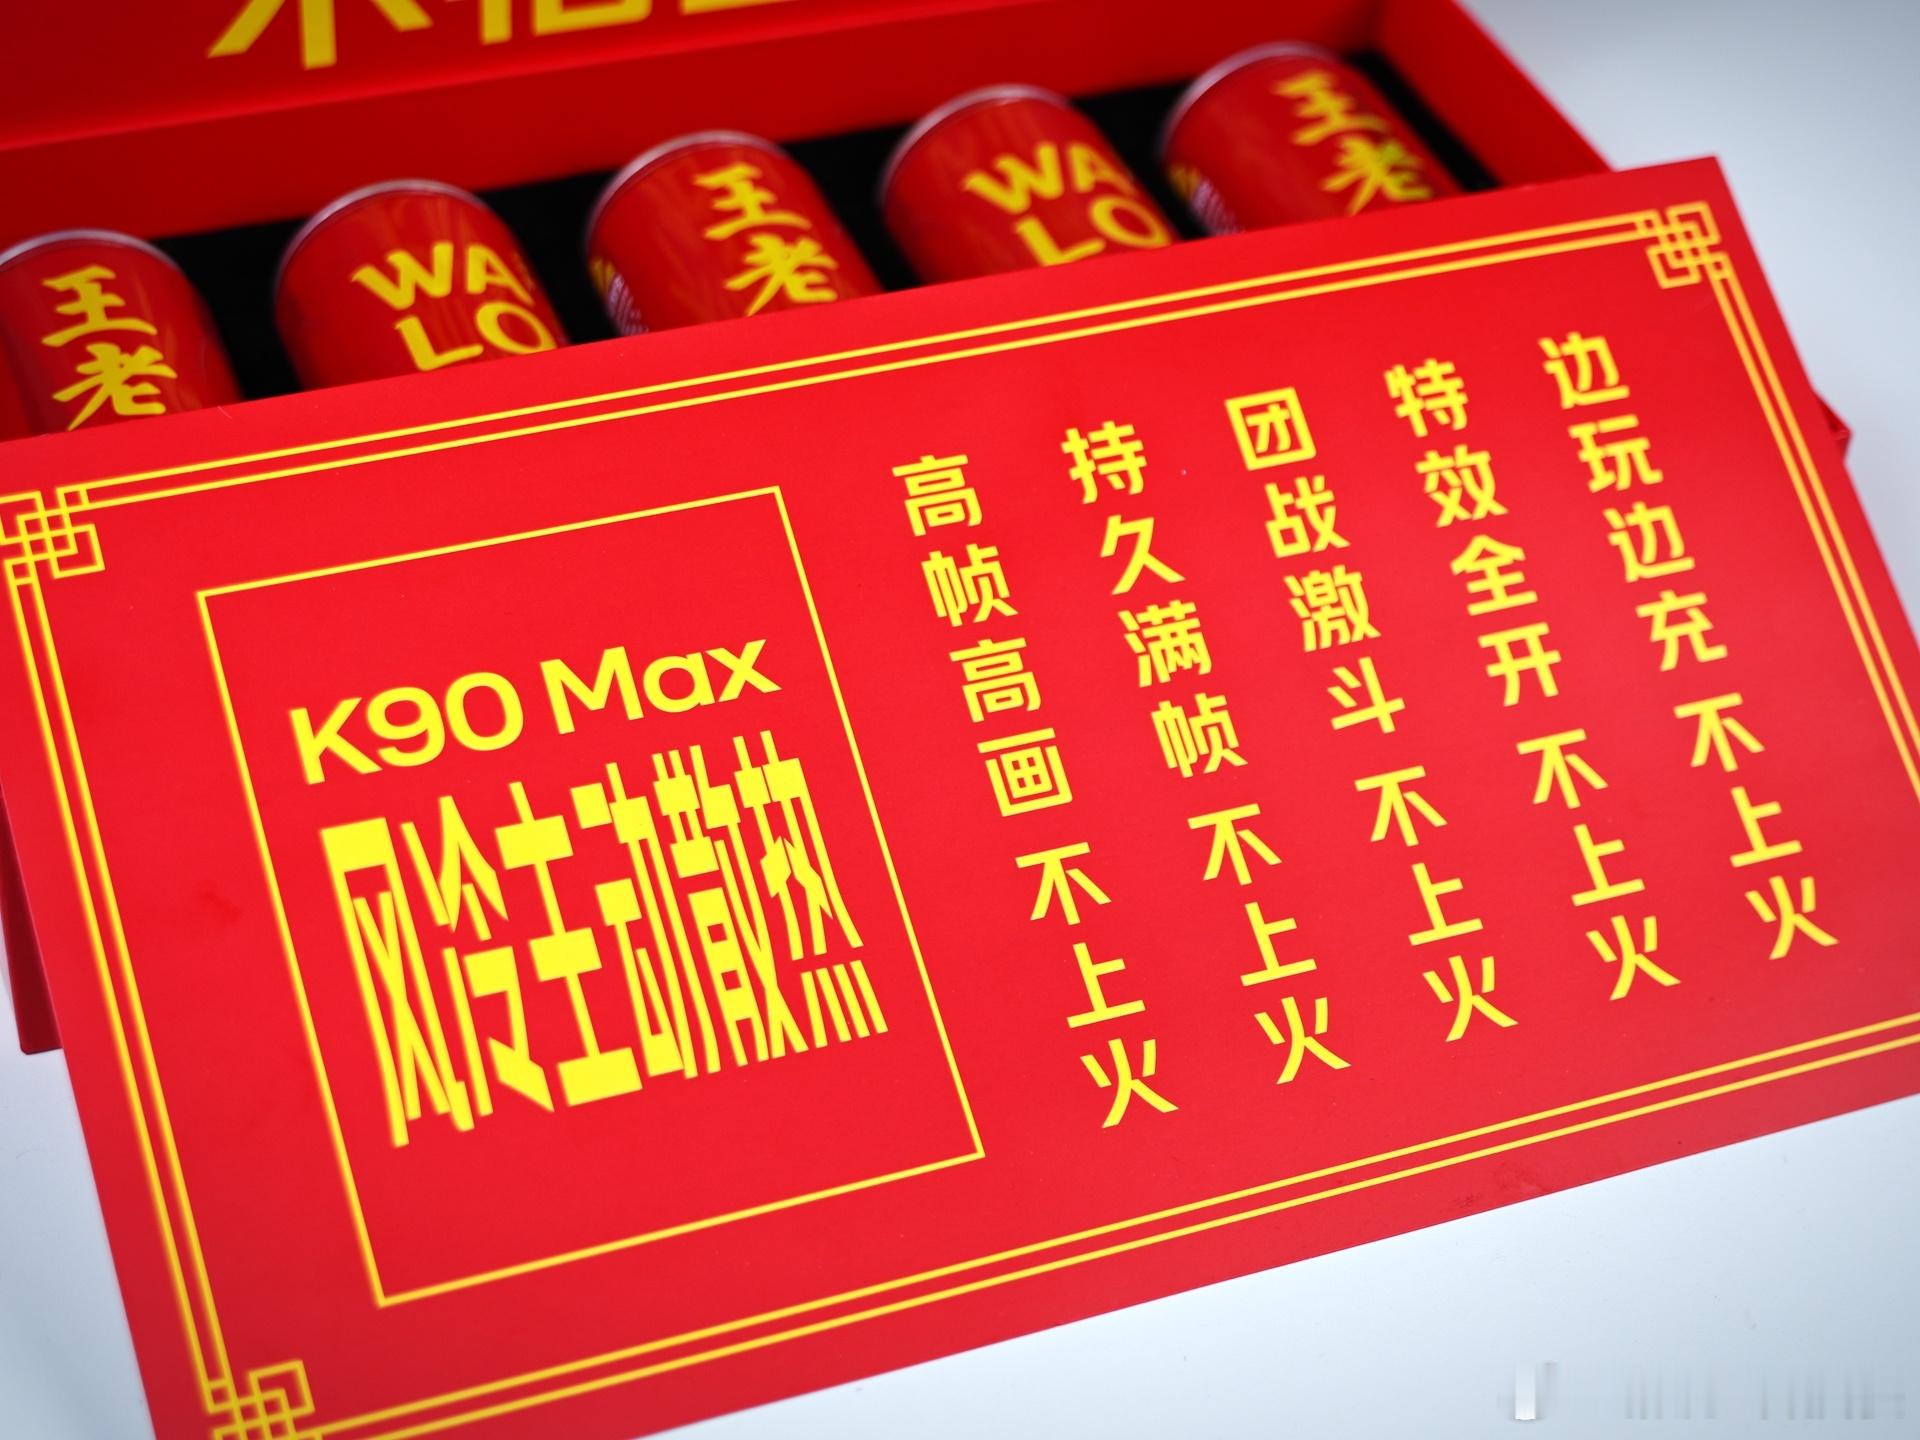 王老
WA
LO
王老
WA
LO
王老
K90 Max
风冷主动散热
边玩边充 不上火
特效全开 不上火
团战激斗 不上火
持久满帧 不上火
高帧高画 不上火